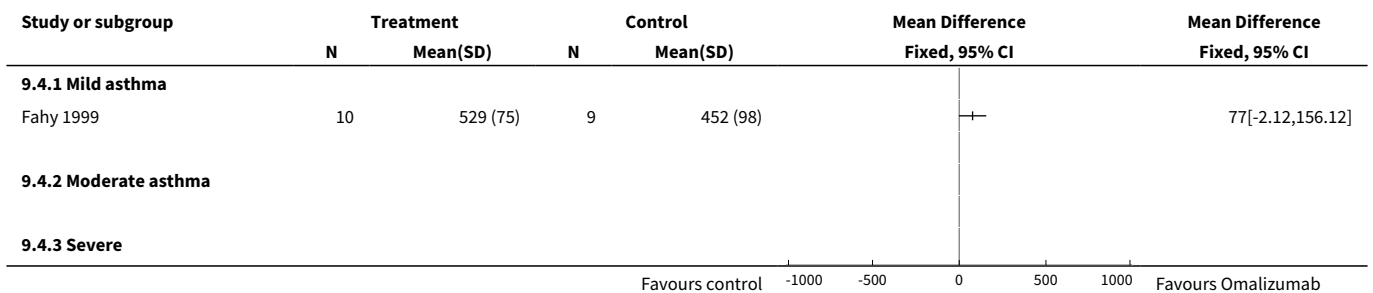 Study or subgroup Treatment Control Mean Difference Mean Difference
N Mean(SD) N Mean(SD) Fixed, 95% CI Fixed, 95% CI
9.4.1 Mild asthma
Fahy 1999 10 529 (75) 9 452 (98) 77[-2.12,156.12]
9.4.2 Moderate asthma
9.4.3 Severe
Favours control -1000 -500 0 500 1000 Favours Omalizumab